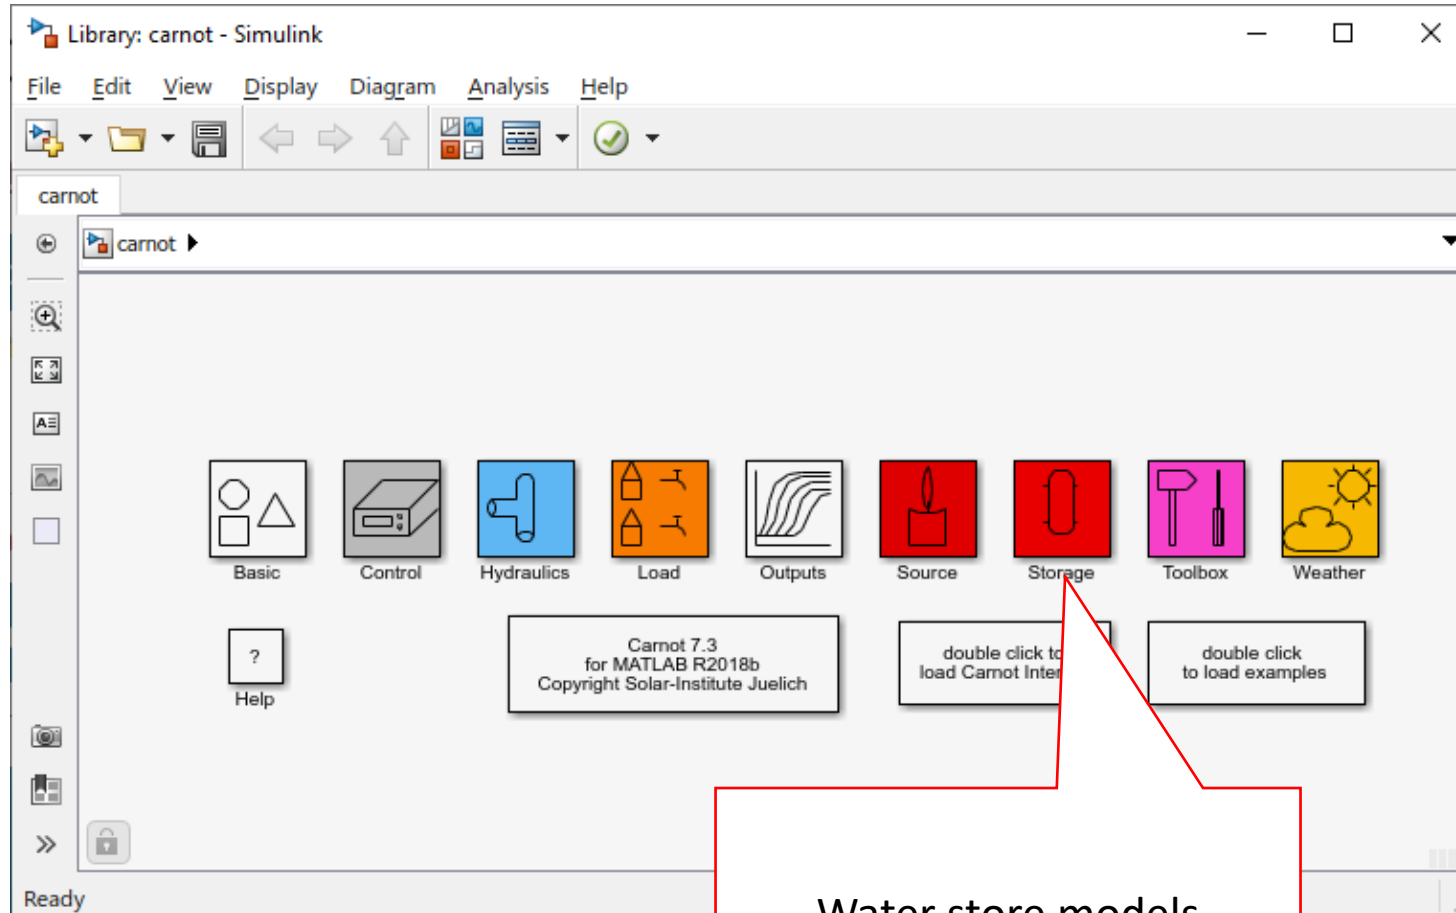 Library: carnot - Simulink
File Edit View Display Diagram Analysis Help
carnot
carnot
Basic Control Hydraulics Load Outputs Source Storage Toolbox Weather
?
Help
Carnot 7.3
for MATLAB R2018b
Copyright Solar-Institute Juelich
double click to
load Carnot
double click
to load examples
Water store models
Ready